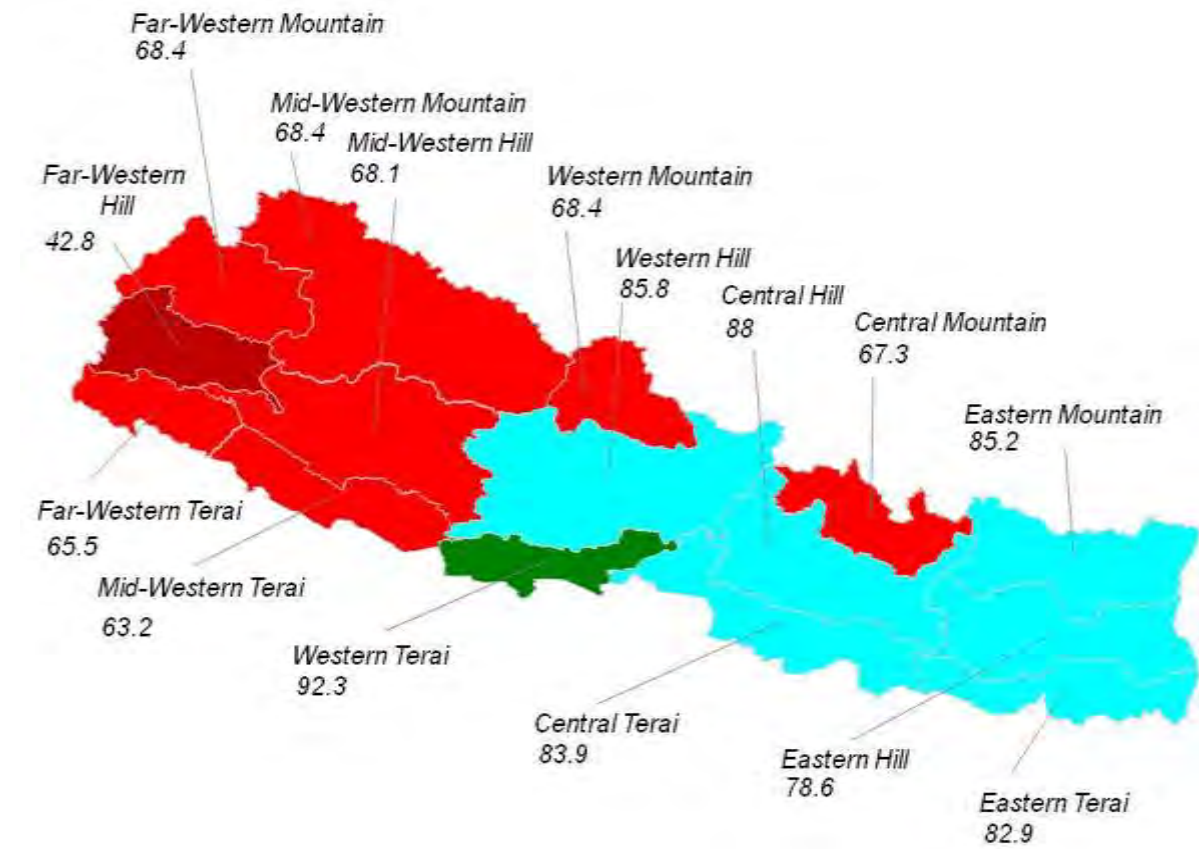 Far-Western Mountain
68.4
Mid-Western Mountain
68.4
Mid-Western Hill
68.1
Far-Western
Hill
42.8
Western Mountain
68.4
Western Hill
85.8
Central Hill
88
Central Mountain
67.3
Eastern Mountain
85.2
Far-Western Terai
65.5
Mid-Western Terai
63.2
Western Terai
92.3
Central Terai
83.9
Eastern Hill
78.6
Eastern Terai
82.9